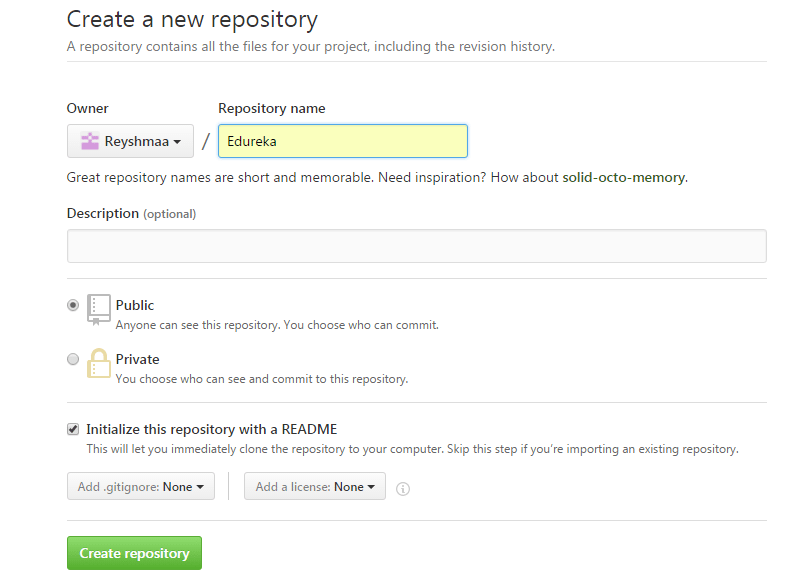 Create a new repository
A repository contains all the files for your project, including the revision history.
Owner
Repository name
Reyshmaa / Edureka
Great repository names are short and memorable. Need inspiration? How about solid-octo-memory.
Description (optional)
Public
Anyone can see this repository. You choose who can commit.
Private
You choose who can see and commit to this repository.
Initialize this repository with a README
This will let you immediately clone the repository to your computer. Skip this step if you’re importing an existing repository.
Add .gitignore: None
Add a license: None
Create repository